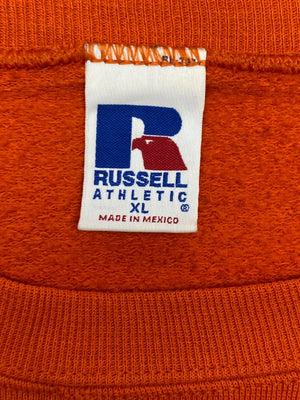 R
RUSSELL
ATHLETIC
XL ®
MADE IN MEXICO